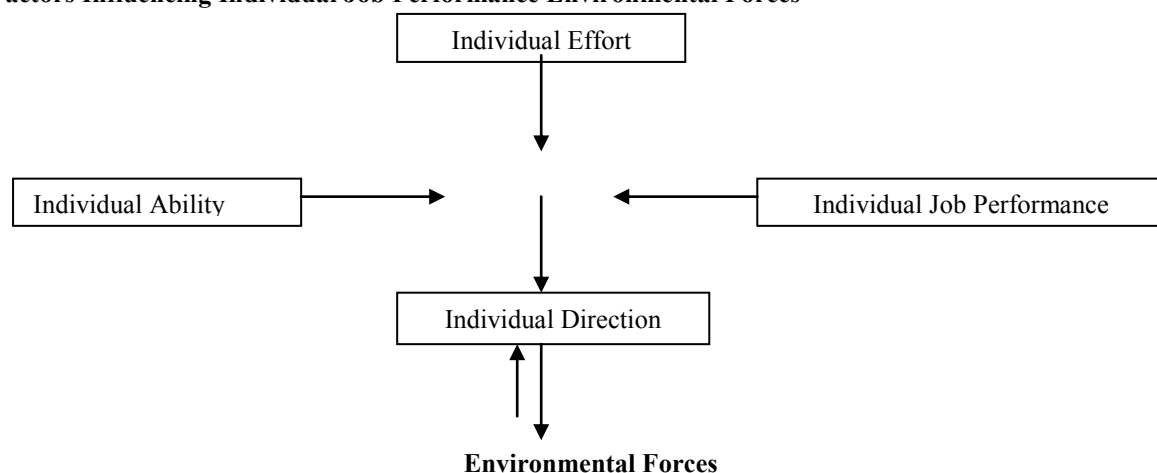 actors Influencing Individual Job Performance Environmental Forces
Individual Effort
Individual Ability
Individual Job Performance
Individual Direction
Environmental Forces